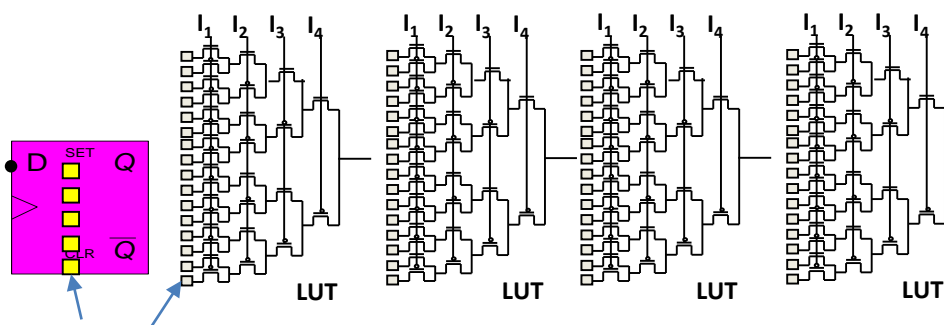 I1 I2 I3 I4 I1 I2 I3 I4 I1 I2 I3 I4 I1 I2 I3 I4
D SET Q
CLR Q
LUT LUT LUT LUT